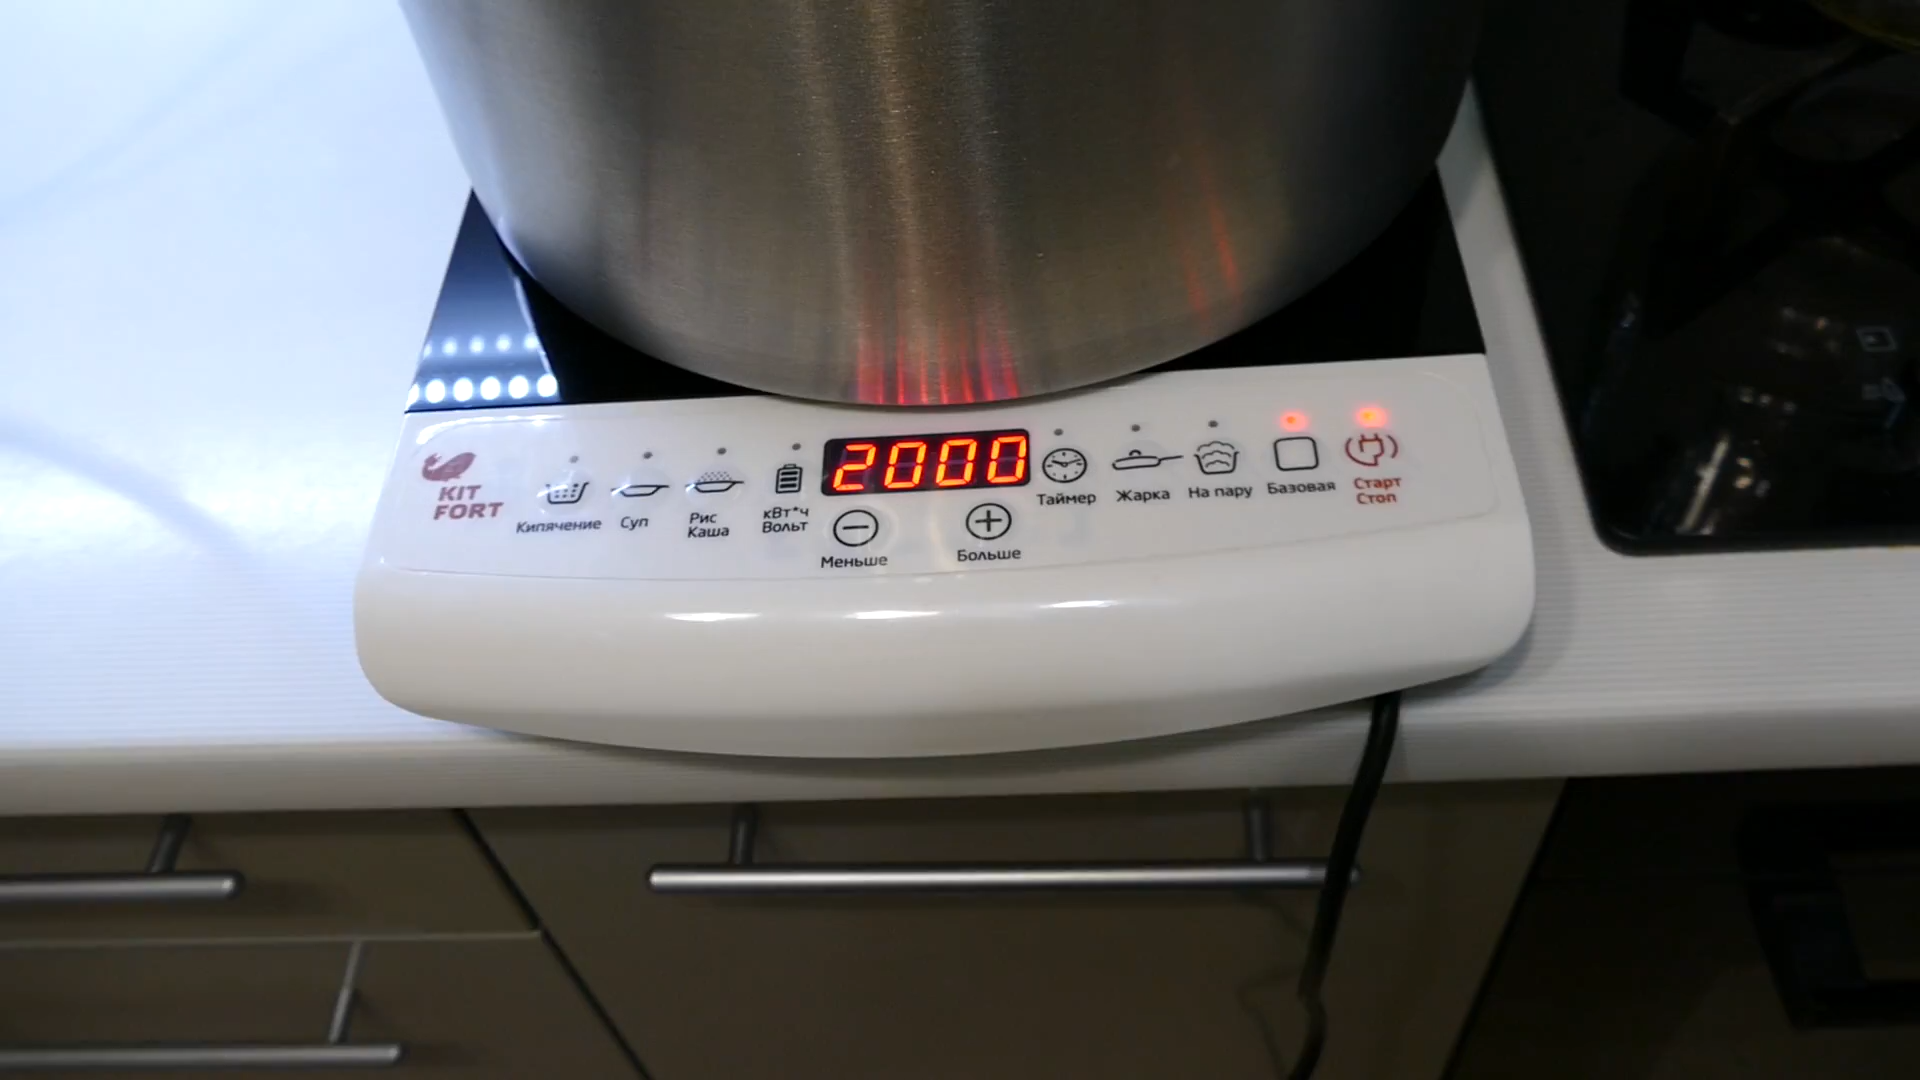 KIT
FORT
Кипячение
Суп
Рис
Каша
кВт*ч
Вольт
2000
Меньше
Больше
Таймер
Жарка
На пару
Базовая
Старт
Стоп